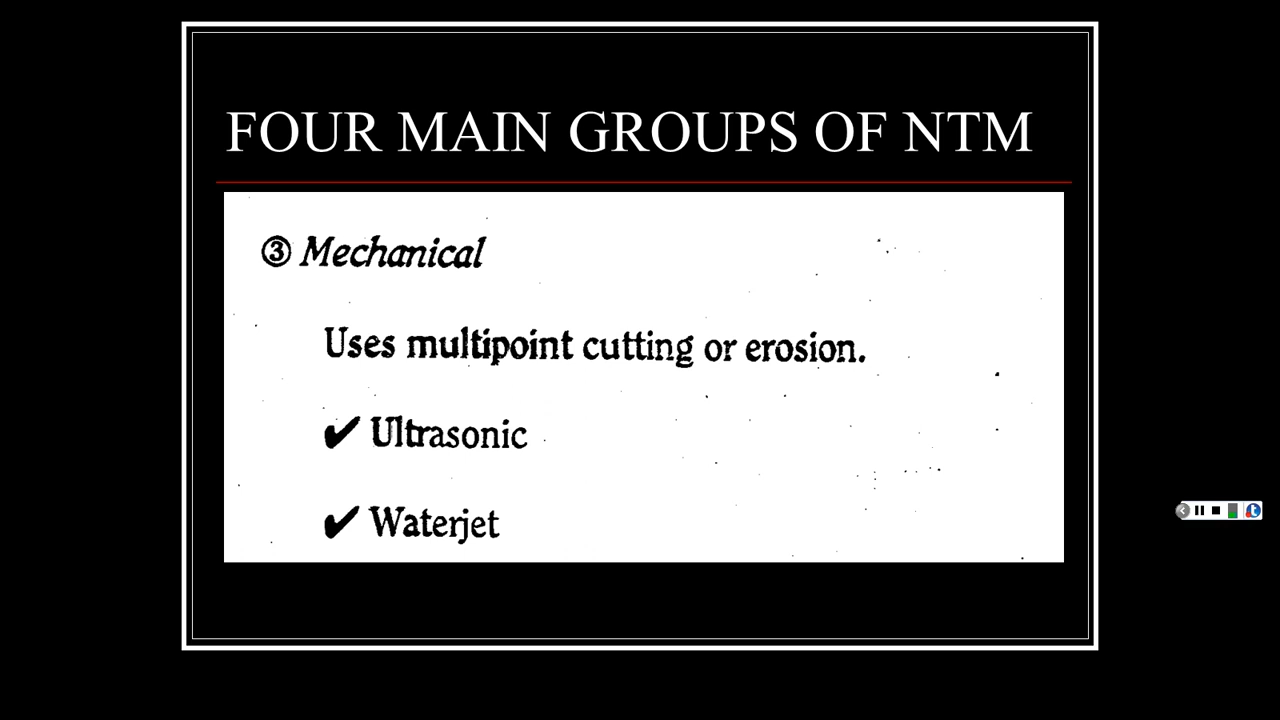 FOUR MAIN GROUPS OF NTM
③ Mechanical
Uses multipoint cutting or erosion.
✔ Ultrasonic
✔ Waterjet